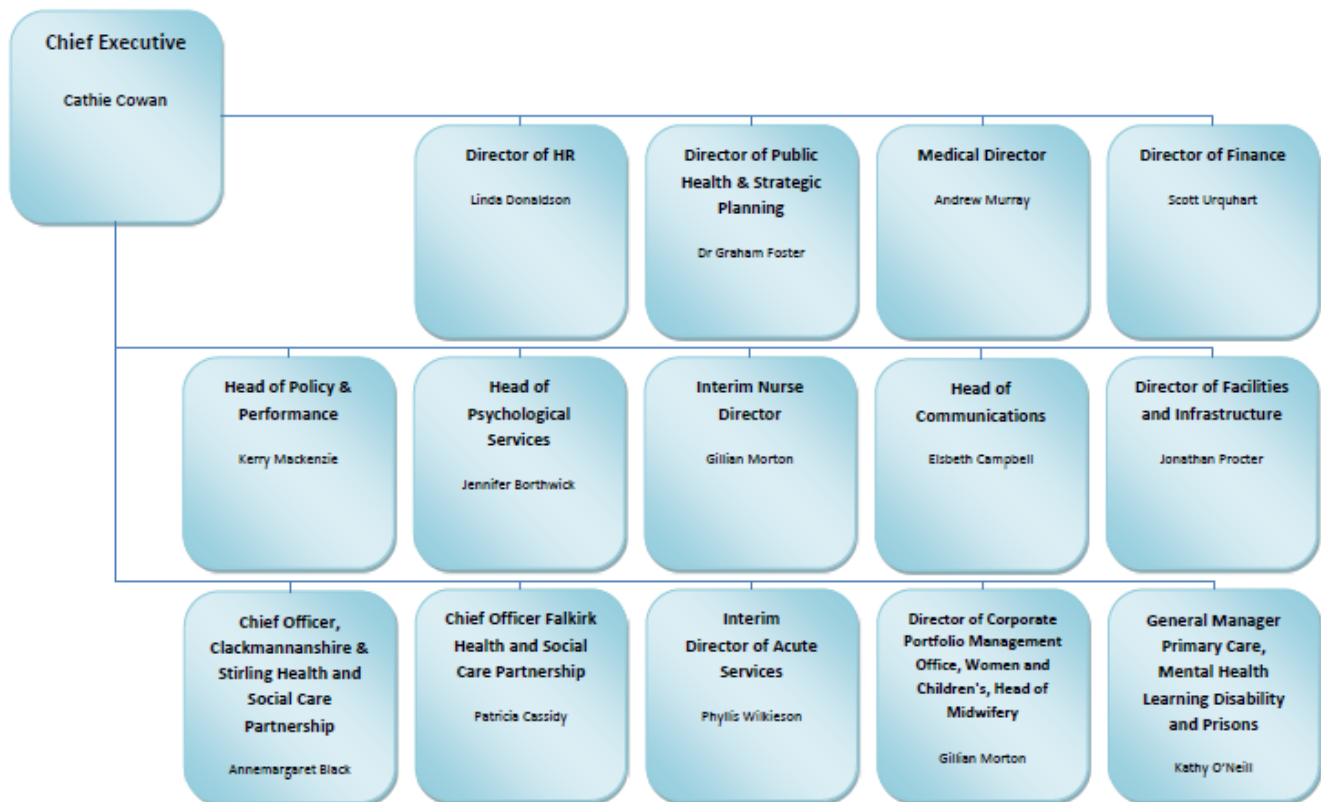 Chief Executive
Cathie Cowan
Director of HR
Linda Donaldson
Director of Public
Health & Strategic
Planning
Dr Graham Foster
Medical Director
Andrew Murray
Director of Finance
Scott Urquhart
Head of Policy &
Performance
Kerry Mackenzie
Head of
Psychological
Services
Jennifer Borthwick
Interim Nurse
Director
Gillian Morton
Head of
Communications
Elsbeth Campbell
Director of Facilities
and Infrastructure
Jonathan Procter
Chief Officer,
Clackmannanshire &
Stirling Health and
Social Care
Partnership
Annemargaret Black
Chief Officer Falkirk
Health and Social
Care Partnership
Patricia Cassidy
Interim
Director of Acute
Services
Phyllis Wilkieson
Director of Corporate
Portfolio Management
Office, Women and
Children's, Head of
Midwifery
Gillian Morton
General Manager
Primary Care,
Mental Health
Learning Disability
and Prisons
Kathy O'Neill